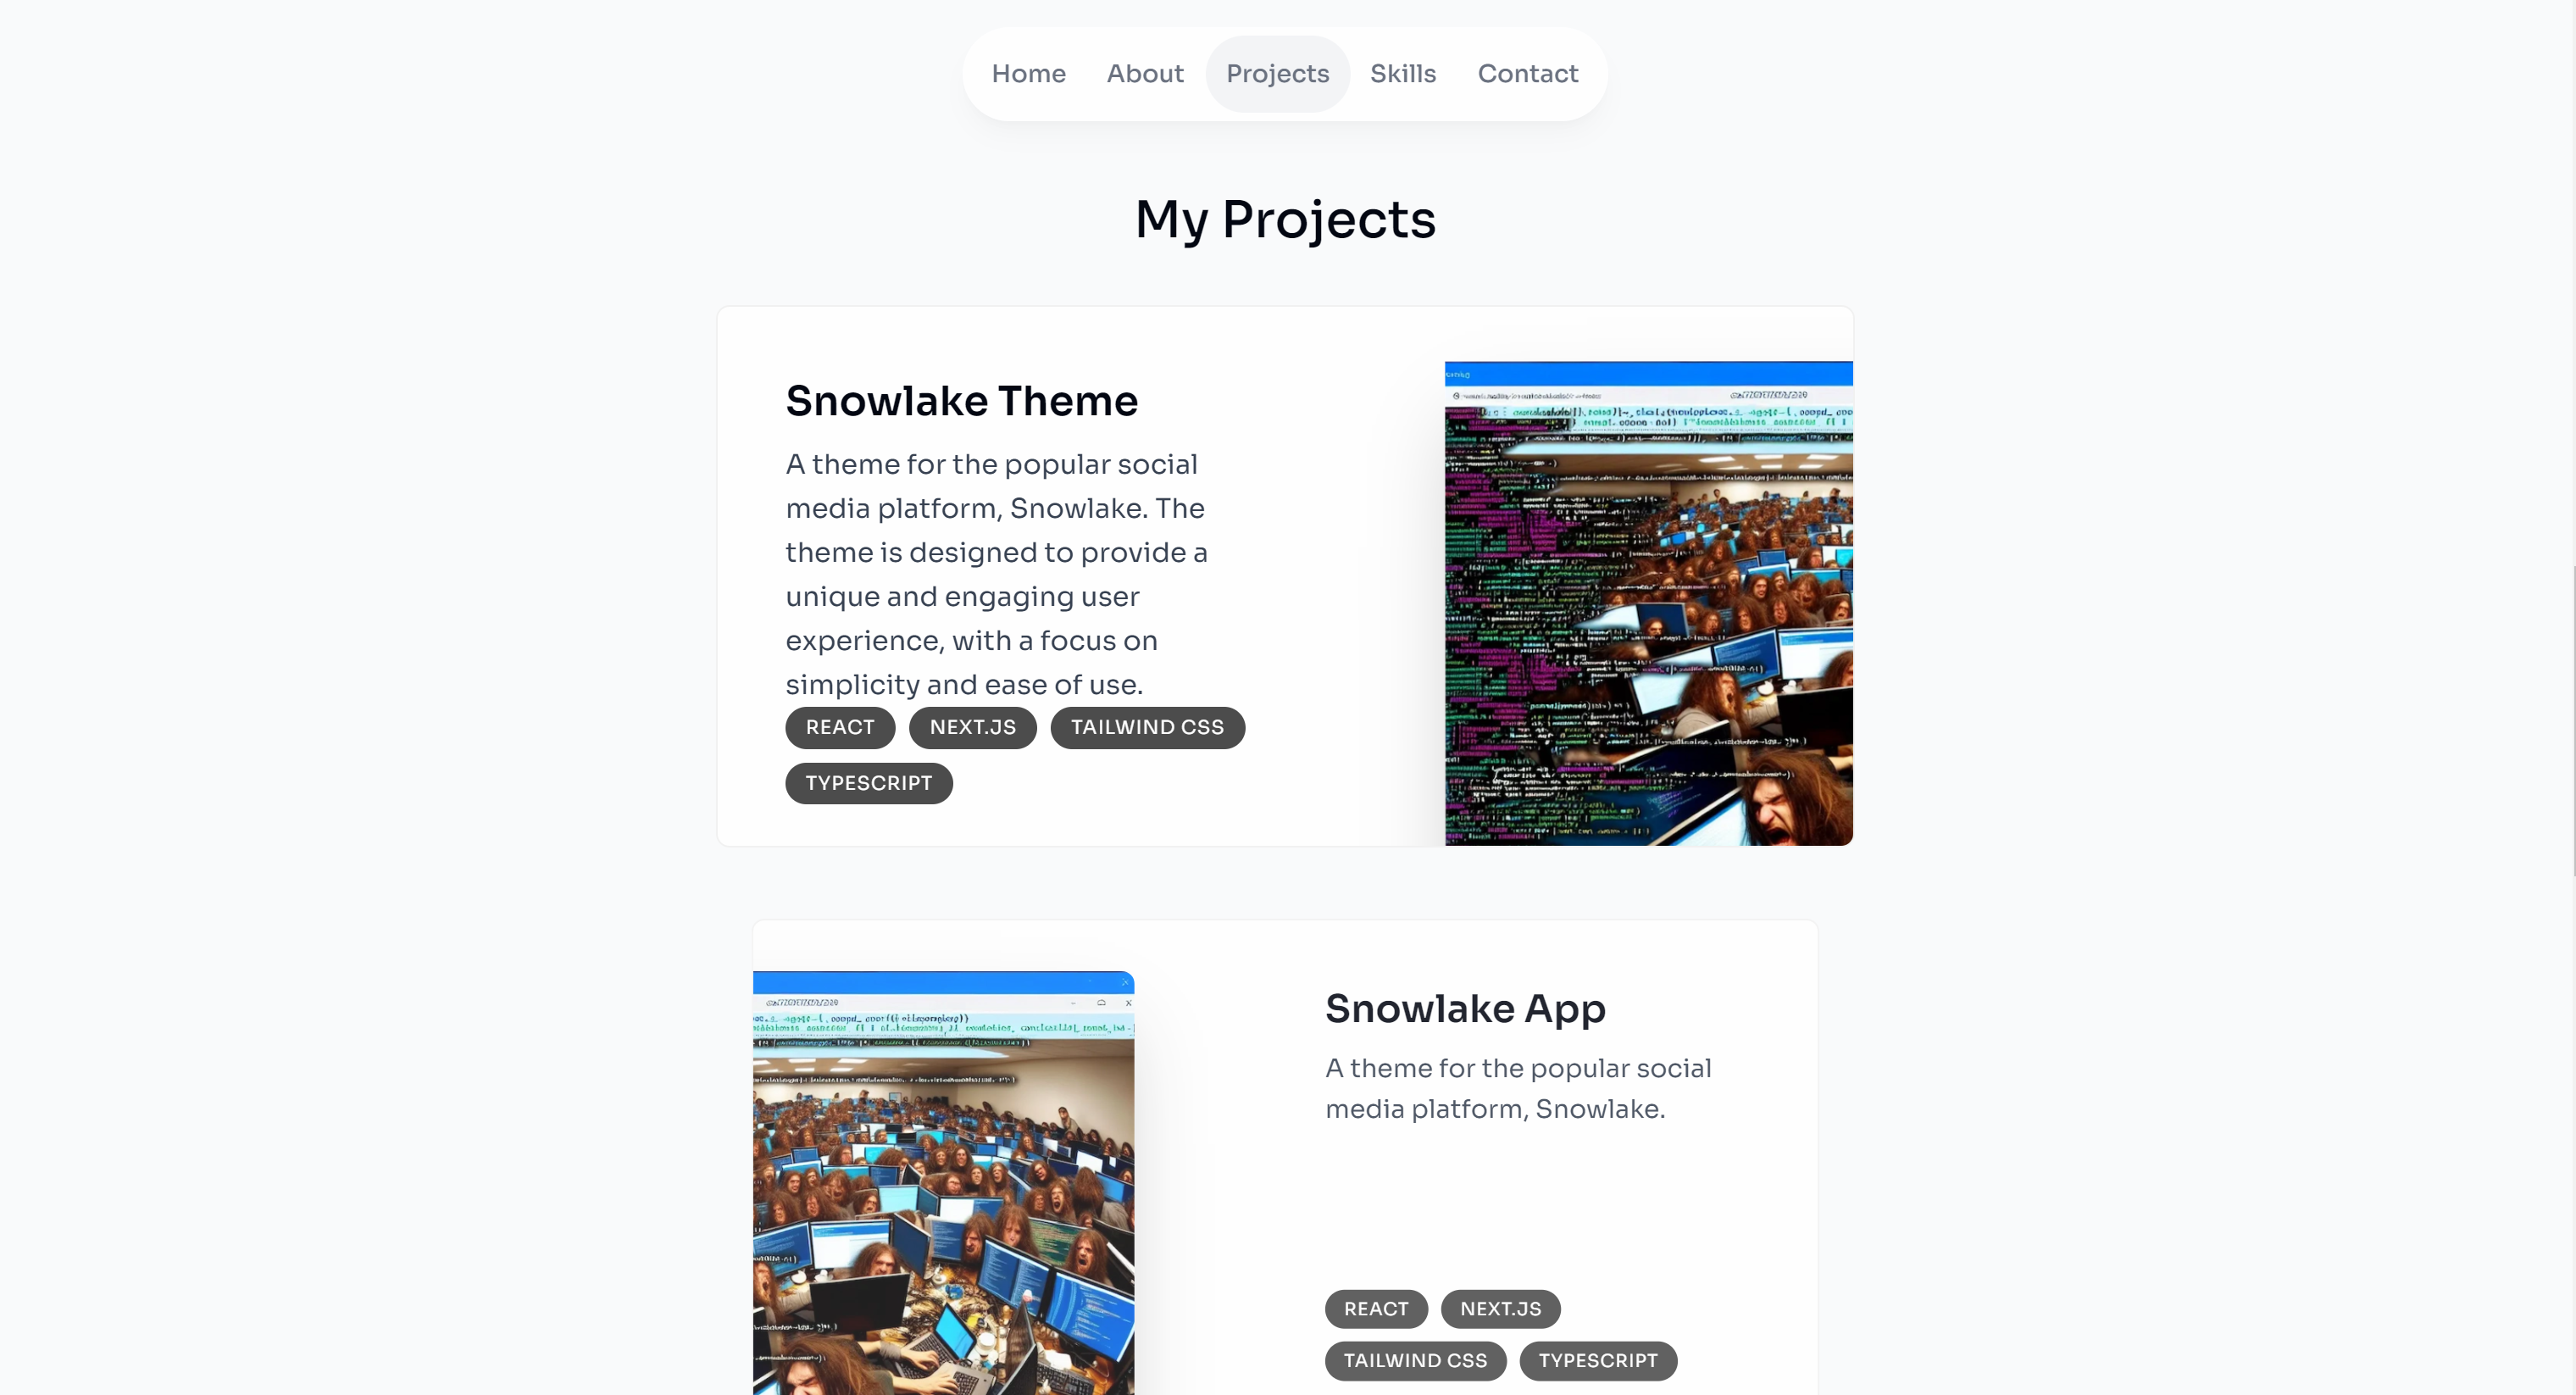 Home About Projects Skills Contact
My Projects
Snowlake Theme
A theme for the popular social
media platform, Snowlake. The
theme is designed to provide a
unique and engaging user
experience, with a focus on
simplicity and ease of use.
REACT NEXT.JS TAILWIND CSS
TYPESCRIPT
Snowlake App
A theme for the popular social
media platform, Snowlake.
REACT NEXT.JS
TAILWIND CSS TYPESCRIPT